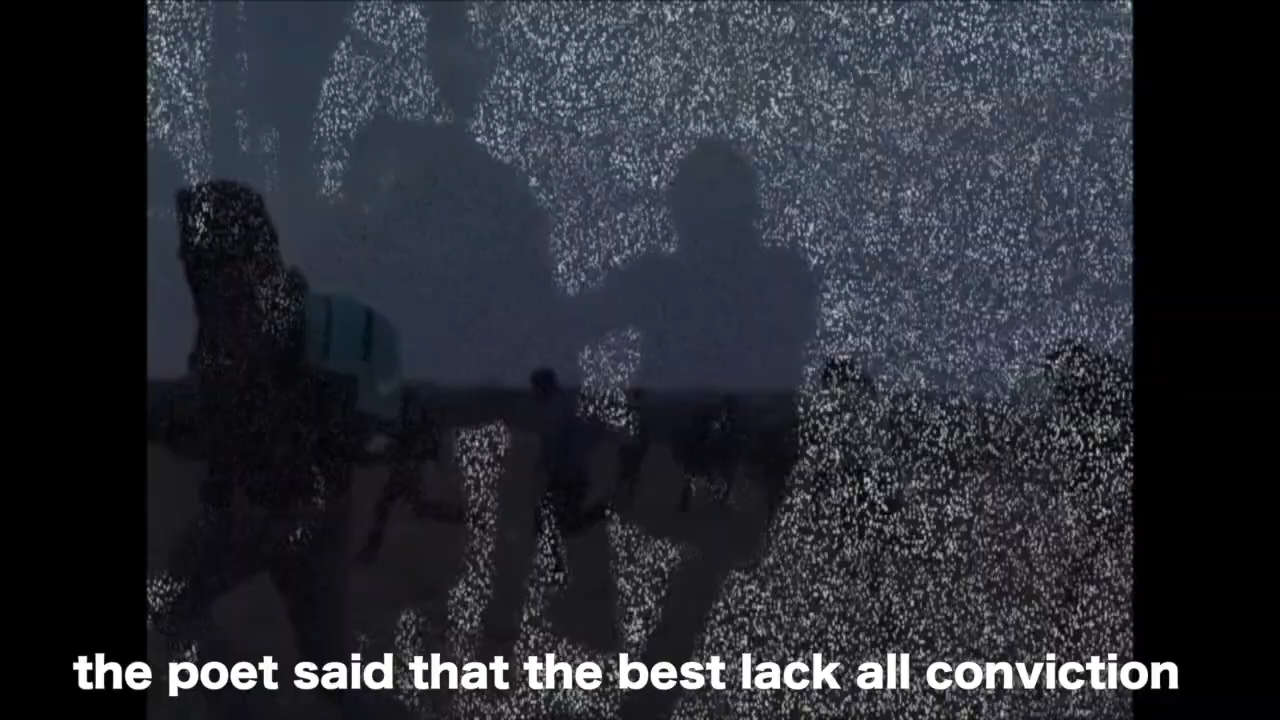 the poet said that the best lack all conviction